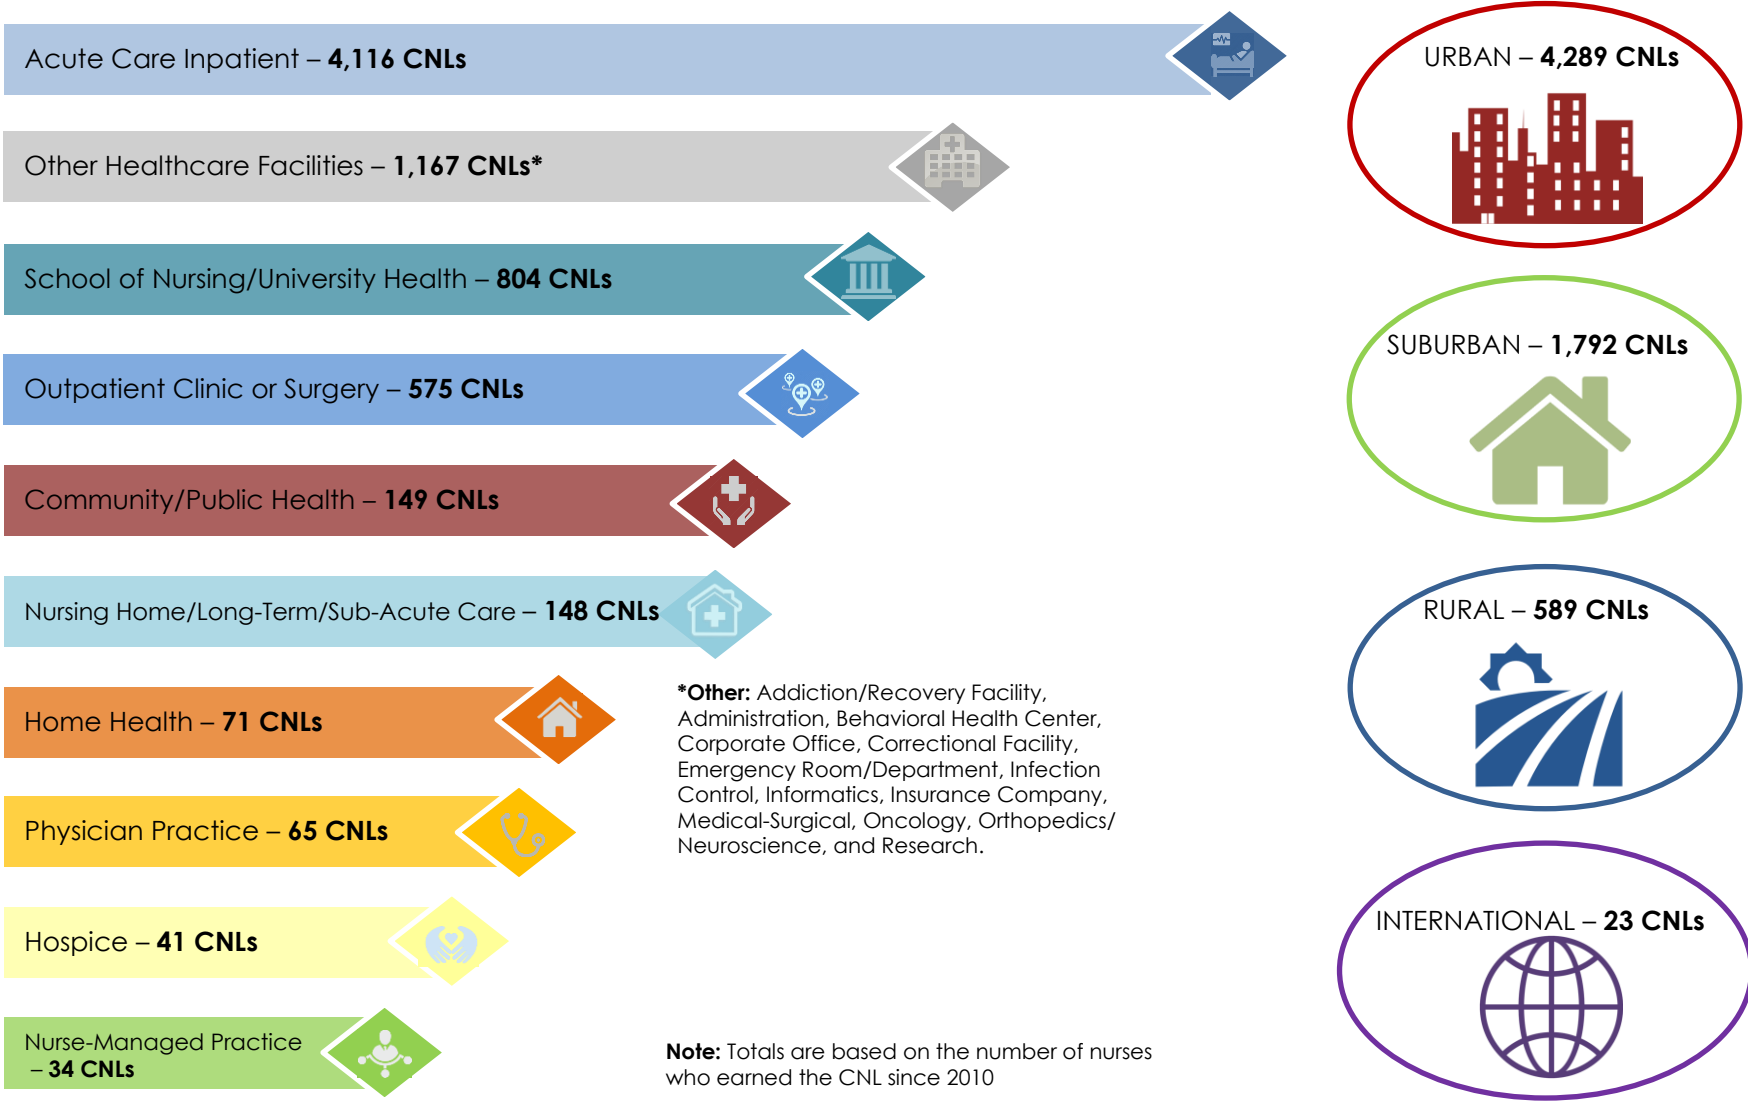 Acute Care Inpatient – 4,116 CNLs
Other Healthcare Facilities – 1,167 CNLs*
School of Nursing/University Health – 804 CNLs
Outpatient Clinic or Surgery – 575 CNLs
Community/Public Health – 149 CNLs
Nursing Home/Long-Term/Sub-Acute Care – 148 CNLs
Home Health – 71 CNLs
Physician Practice – 65 CNLs
Hospice – 41 CNLs
Nurse-Managed Practice
– 34 CNLs
*Other: Addiction/Recovery Facility,
Administration, Behavioral Health Center,
Corporate Office, Correctional Facility,
Emergency Room/Department, Infection
Control, Informatics, Insurance Company,
Medical-Surgical, Oncology, Orthopedics/
Neuroscience, and Research.
Note: Totals are based on the number of nurses
who earned the CNL since 2010
URBAN – 4,289 CNLs
SUBURBAN – 1,792 CNLs
RURAL – 589 CNLs
INTERNATIONAL – 23 CNLs